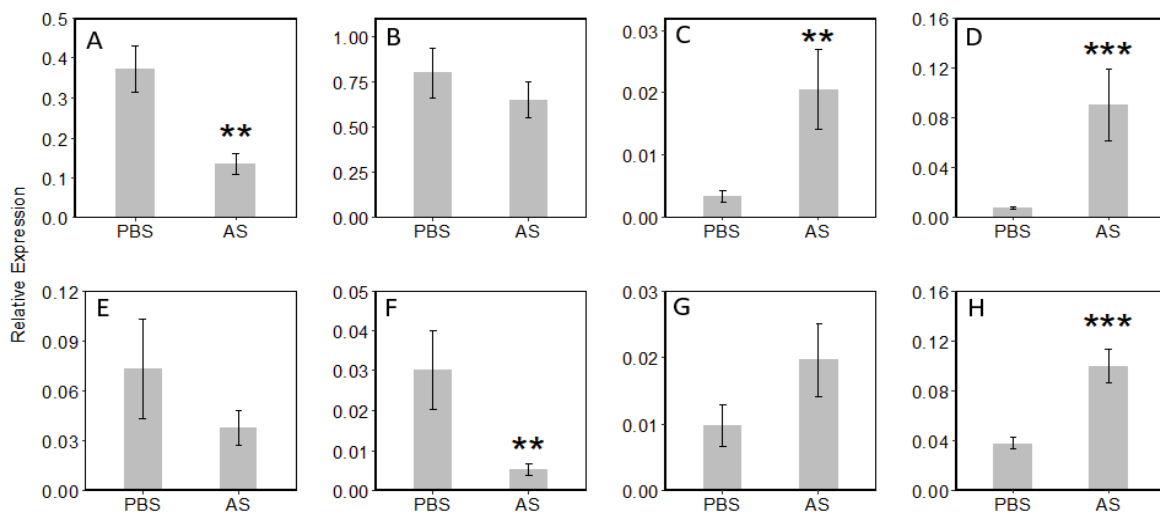 Relative Expression
A
0.5
0.4
0.3
0.2
0.1
0.0
**
PBS AS
B
1.00
0.75
0.50
0.25
0.00
PBS AS
C
0.03
0.02
0.01
0.00
**
PBS AS
D
0.16
0.12
0.08
0.04
0.00
***
PBS AS
E
0.12
0.09
0.06
0.03
0.00
PBS AS
F
0.05
0.04
0.03
0.02
0.01
0.00
**
PBS AS
G
0.03
0.02
0.01
0.00
PBS AS
H
0.16
0.12
0.08
0.04
0.00
***
PBS AS